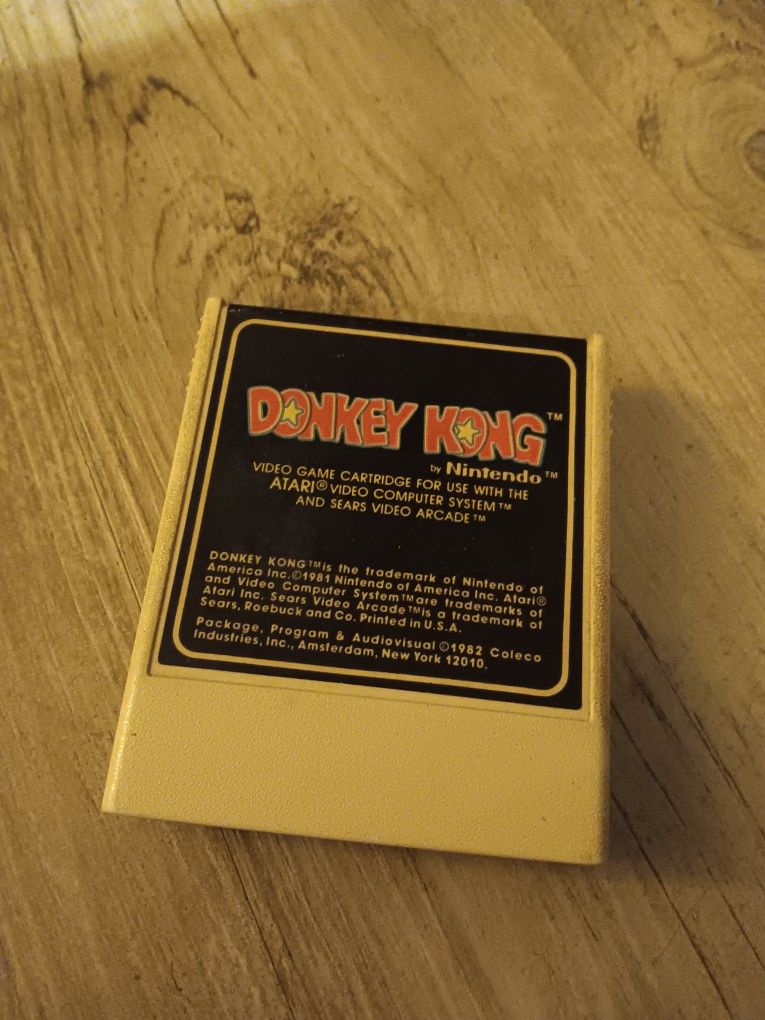 DONKEY KONG™
by Nintendo™
VIDEO GAME CARTRIDGE FOR USE WITH THE
ATARI® VIDEO COMPUTER SYSTEM™
AND SEARS VIDEO ARCADE™
DONKEY KONG™is the trademark of Nintendo of
America Inc.©1981 Nintendo of America Inc. Atari®
and Video Computer System™are trademarks of
Atari Inc. Sears Video Arcade™is a trademark of
Sears, Roebuck and Co. Printed in U.S.A.
Package, Program & Audiovisual ©1982 Coleco
Industries, Inc., Amsterdam, New York 12010.